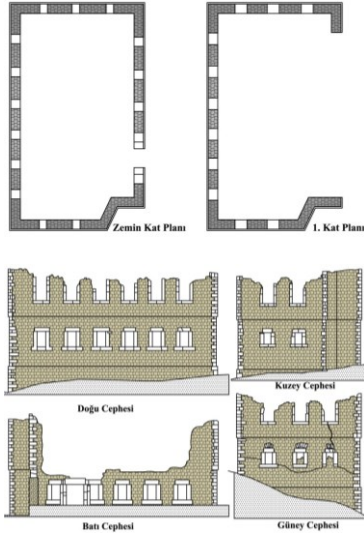 Zemin Kat Planı
1. Kat Planı
Doğu Cephesi
Kuzey Cephesi
Batı Cephesi
Güney Cephesi